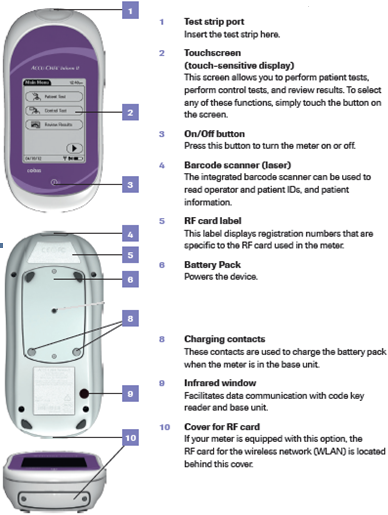 1 Test strip port
Insert the test strip here.
2 Touchscreen
(touch-sensitive display)
This screen allows you to perform patient tests,
perform control tests, and review results. To select
any of these functions, simply touch the button on
the screen.
3 On/Off button
Press this button to turn the meter on or off.
4 Barcode scanner (laser)
The integrated barcode scanner can be used to
read operator and patient IDs, and patient
information.
5 RF card label
This label displays registration numbers that are
specific to the RF card used in the meter.
6 Battery Pack
Powers the device.
8 Charging contacts
These contacts are used to charge the battery pack
when the meter is in the base unit.
9 Infrared window
Facilitates data communication with code key
reader and base unit.
10 Cover for RF card
If your meter is equipped with this option, the
RF card for the wireless network (WLAN) is located
behind this cover.
1
ACCU-CHEK Inform II
Main Menu
Patient Test
Control Test
2
Review Results
cobas
3
4
5
6
8
9
10